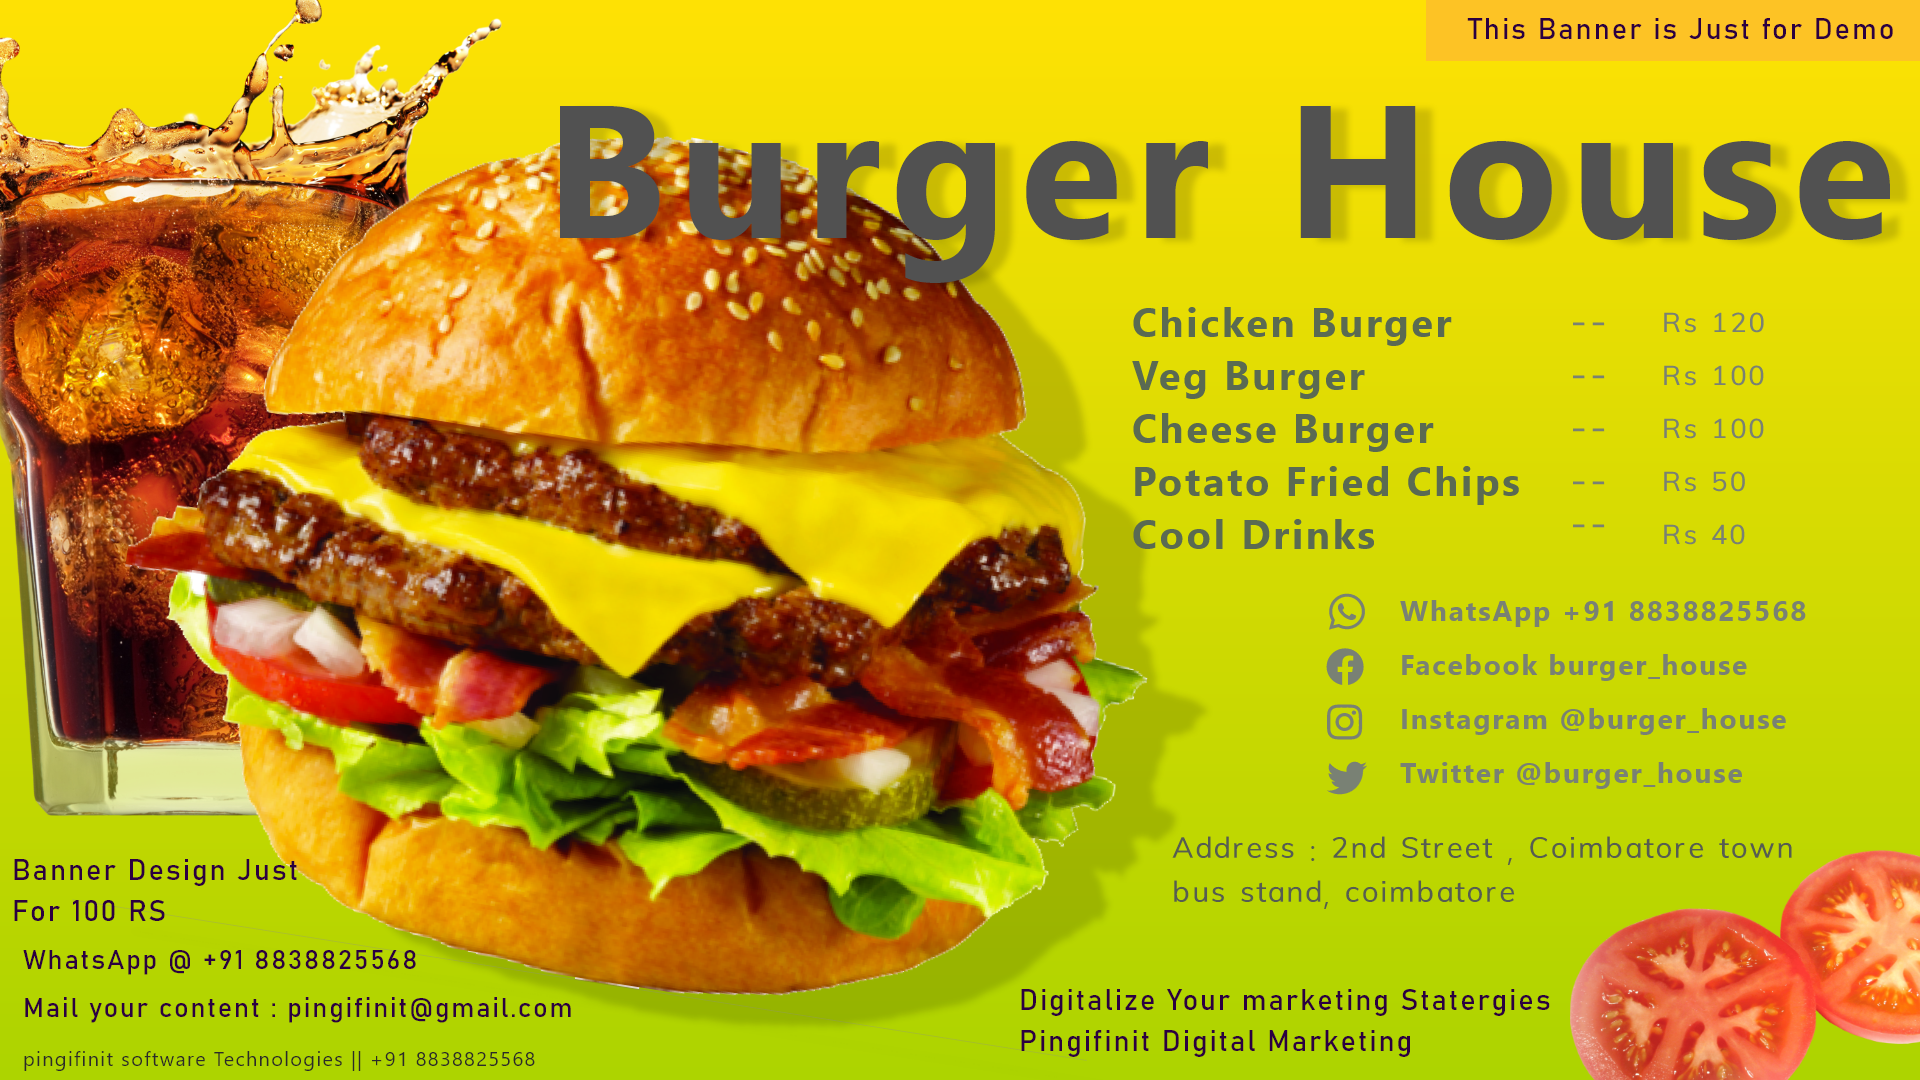 This Banner is Just for Demo
Burger House
Chicken Burger -- Rs 120
Veg Burger -- Rs 100
Cheese Burger -- Rs 100
Potato Fried Chips -- Rs 50
Cool Drinks -- Rs 40
WhatsApp +91 8838825568
Facebook burger_house
Instagram @burger_house
Twitter @burger_house
Address : 2nd Street , Coimbatore town
bus stand, coimbatore
Banner Design Just
For 100 RS
WhatsApp @ +91 8838825568
Mail your content : pingifinit@gmail.com
pingifinit software Technologies || +91 8838825568
Digitalize Your marketing Statergies
Pingifinit Digital Marketing